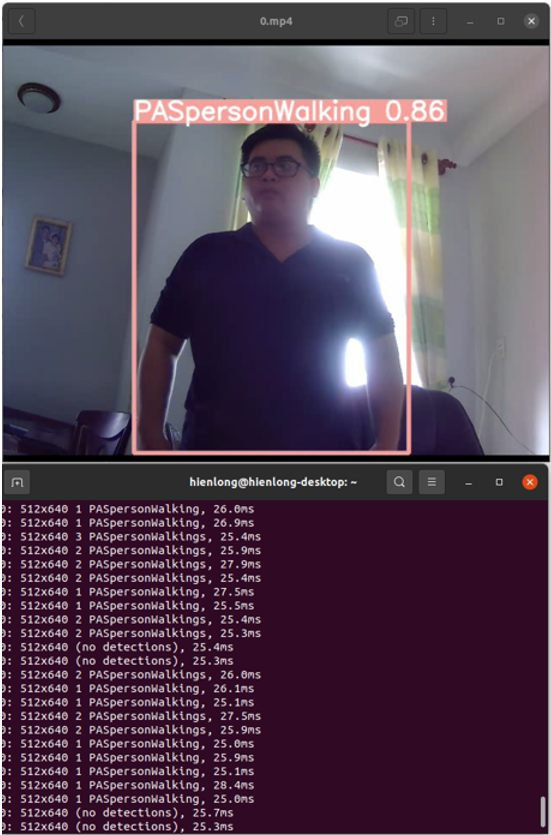 0.mp4
PASpersonWalking 0.86
hienlong@hienlong-desktop: ~
0: 512x640 1 PASpersonWalking, 26.0ms
0: 512x640 1 PASpersonWalking, 26.9ms
0: 512x640 3 PASpersonWalkings, 25.4ms
0: 512x640 2 PASpersonWalkings, 25.9ms
0: 512x640 2 PASpersonWalkings, 27.9ms
0: 512x640 2 PASpersonWalkings, 25.4ms
0: 512x640 1 PASpersonWalking, 27.5ms
0: 512x640 1 PASpersonWalking, 25.5ms
0: 512x640 2 PASpersonWalkings, 25.4ms
0: 512x640 2 PASpersonWalkings, 25.3ms
0: 512x640 (no detections), 25.4ms
0: 512x640 (no detections), 25.3ms
0: 512x640 2 PASpersonWalkings, 26.0ms
0: 512x640 1 PASpersonWalking, 26.1ms
0: 512x640 1 PASpersonWalking, 25.1ms
0: 512x640 2 PASpersonWalkings, 27.5ms
0: 512x640 2 PASpersonWalkings, 25.9ms
0: 512x640 1 PASpersonWalking, 25.0ms
0: 512x640 1 PASpersonWalking, 25.9ms
0: 512x640 1 PASpersonWalking, 25.1ms
0: 512x640 1 PASpersonWalking, 28.4ms
0: 512x640 1 PASpersonWalking, 25.0ms
0: 512x640 (no detections), 25.7ms
0: 512x640 (no detections), 25.3ms